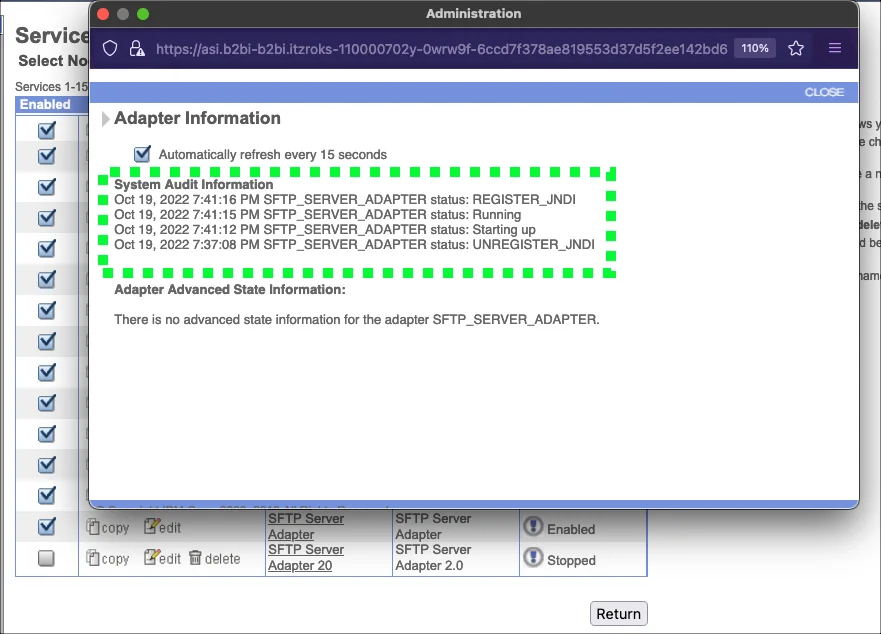 Administration
https://asi.b2bi-b2bi.itzroks-110000702y-0wrw9f-6ccd7f378ae819553d37d5f2ee142bd6
110%
Service
Select No
Services 1-15
Enabled
CLOSE
Adapter Information
Automatically refresh every 15 seconds
System Audit Information
Oct 19, 2022 7:41:16 PM SFTP_SERVER_ADAPTER status: REGISTER_JNDI
Oct 19, 2022 7:41:15 PM SFTP_SERVER_ADAPTER status: Running
Oct 19, 2022 7:41:12 PM SFTP_SERVER_ADAPTER status: Starting up
Oct 19, 2022 7:37:08 PM SFTP_SERVER_ADAPTER status: UNREGISTER_JNDI
Adapter Advanced State Information:
There is no advanced state information for the adapter SFTP_SERVER_ADAPTER.
copy edit SFTP Server Adapter SFTP Server Adapter Enabled
copy edit delete SFTP Server Adapter 20 SFTP Server Adapter 2.0 Stopped
Return